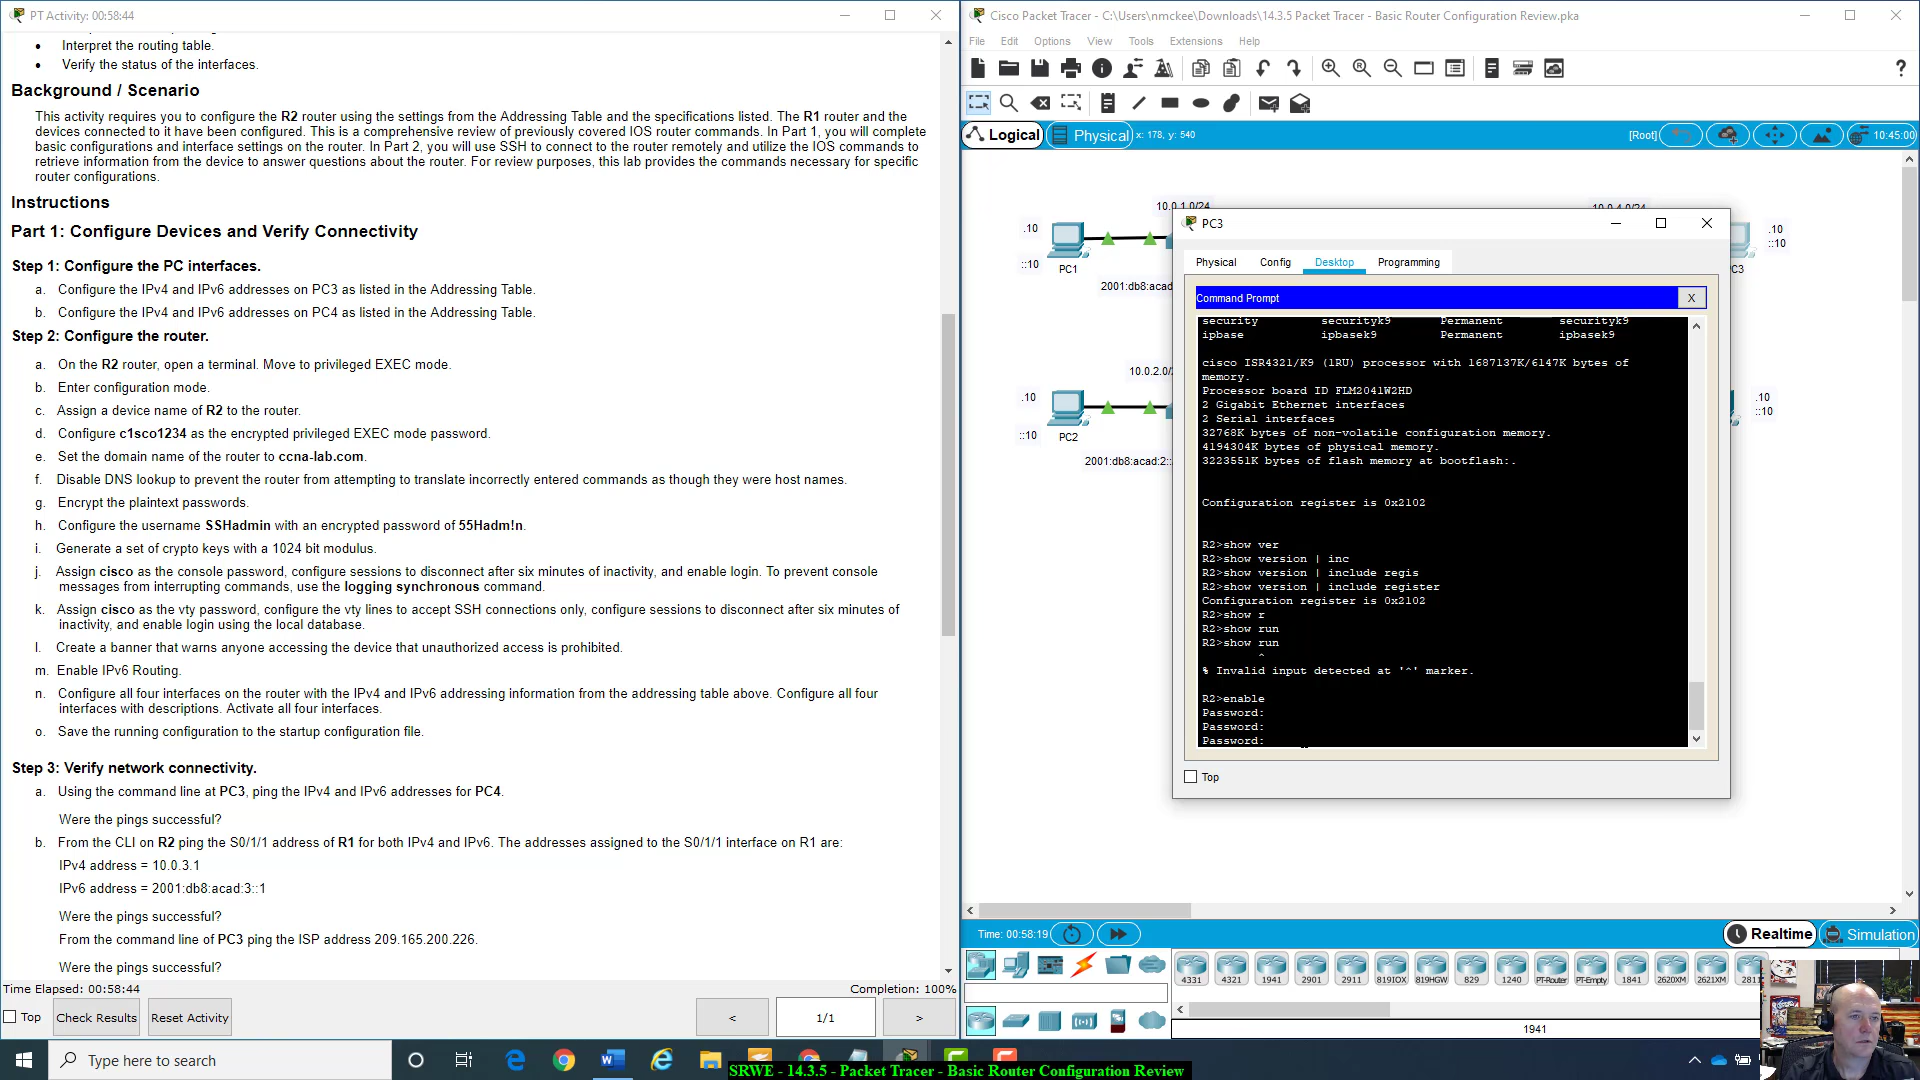 PT Activity: 00:58:44
Interpret the routing table.
Verify the status of the interfaces.
Background / Scenario
This activity requires you to configure the R2 router using the settings from the Addressing Table and the specifications listed. The R1 router and the
devices connected to it have been configured. This is a comprehensive review of previously covered IOS router commands. In Part 1, you will complete
basic configurations and interface settings on the router. In Part 2, you will use SSH to connect to the router remotely and utilize the IOS commands to
retrieve information from the device to answer questions about the router. For review purposes, this lab provides the commands necessary for specific
router configurations.
Instructions
Part 1: Configure Devices and Verify Connectivity
Step 1: Configure the PC interfaces.
a. Configure the IPv4 and IPv6 addresses on PC3 as listed in the Addressing Table.
b. Configure the IPv4 and IPv6 addresses on PC4 as listed in the Addressing Table.
Step 2: Configure the router.
a. On the R2 router, open a terminal. Move to privileged EXEC mode.
b. Enter configuration mode.
c. Assign a device name of R2 to the router.
d. Configure c1sco1234 as the encrypted privileged EXEC mode password.
e. Set the domain name of the router to ccna-lab.com.
f. Disable DNS lookup to prevent the router from attempting to translate incorrectly entered commands as though they were host names.
g. Encrypt the plaintext passwords.
h. Configure the username SSHadmin with an encrypted password of 55Hadm!n.
i. Generate a set of crypto keys with a 1024 bit modulus.
j. Assign cisco as the console password, configure sessions to disconnect after six minutes of inactivity, and enable login. To prevent console
messages from interrupting commands, use the logging synchronous command.
k. Assign cisco as the vty password, configure the vty lines to accept SSH connections only, configure sessions to disconnect after six minutes of
inactivity, and enable login using the local database.
l. Create a banner that warns anyone accessing the device that unauthorized access is prohibited.
m. Enable IPv6 Routing.
n. Configure all four interfaces on the router with the IPv4 and IPv6 addressing information from the addressing table above. Configure all four
interfaces with descriptions. Activate all four interfaces.
o. Save the running configuration to the startup configuration file.
Step 3: Verify network connectivity.
a. Using the command line at PC3, ping the IPv4 and IPv6 addresses for PC4.
Were the pings successful?
b. From the CLI on R2 ping the S0/1/1 address of R1 for both IPv4 and IPv6. The addresses assigned to the S0/1/1 interface on R1 are:
IPv4 address = 10.0.3.1
IPv6 address = 2001:db8:acad:3::1
Were the pings successful?
From the command line of PC3 ping the ISP address 209.165.200.226.
Were the pings successful?
Time Elapsed: 00:58:44
Completion: 100%
Top
Check Results
Reset Activity
<
1/1
>
Cisco Packet Tracer - C:\Users\nmckee\Downloads\14.3.5 Packet Tracer - Basic Router Configuration Review.pka
File Edit Options View Tools Extensions Help
?
Logical
Physical
x: 178, y: 540
[Root]
10:45:00
10.0.1.0/24
10.0.4.0/24
.10
::10
PC1
2001:db8:acad
.10
::10
10.0.2.0/
.10
::10
PC2
2001:db8:acad:2::
.10
::10
PC3
Physical Config Desktop Programming
Command Prompt
X
security securityk9 Permanent securityk9
ipbase ipbasek9 Permanent ipbasek9
cisco ISR4321/K9 (1RU) processor with 1687137K/6147K bytes of
memory.
Processor board ID FLM2041W2HD
2 Gigabit Ethernet interfaces
2 Serial interfaces
32768K bytes of non-volatile configuration memory.
4194304K bytes of physical memory.
3223551K bytes of flash memory at bootflash:.
Configuration register is 0x2102
R2>show ver
R2>show version | inc
R2>show version | include regis
R2>show version | include register
Configuration register is 0x2102
R2>show r
R2>show run
R2>show run
^
% Invalid input detected at '^' marker.
R2>enable
Password:
Password:
Password:
Top
Time: 00:58:19
Realtime
Simulation
4331 4321 1941 2901 2911 819IOX 819HGW 829 1240 PT-Router PT-Empty 1841 2620XM 2621XM 2811
1941
Type here to search
SRWE - 14.3.5 - Packet Tracer - Basic Router Configuration Review